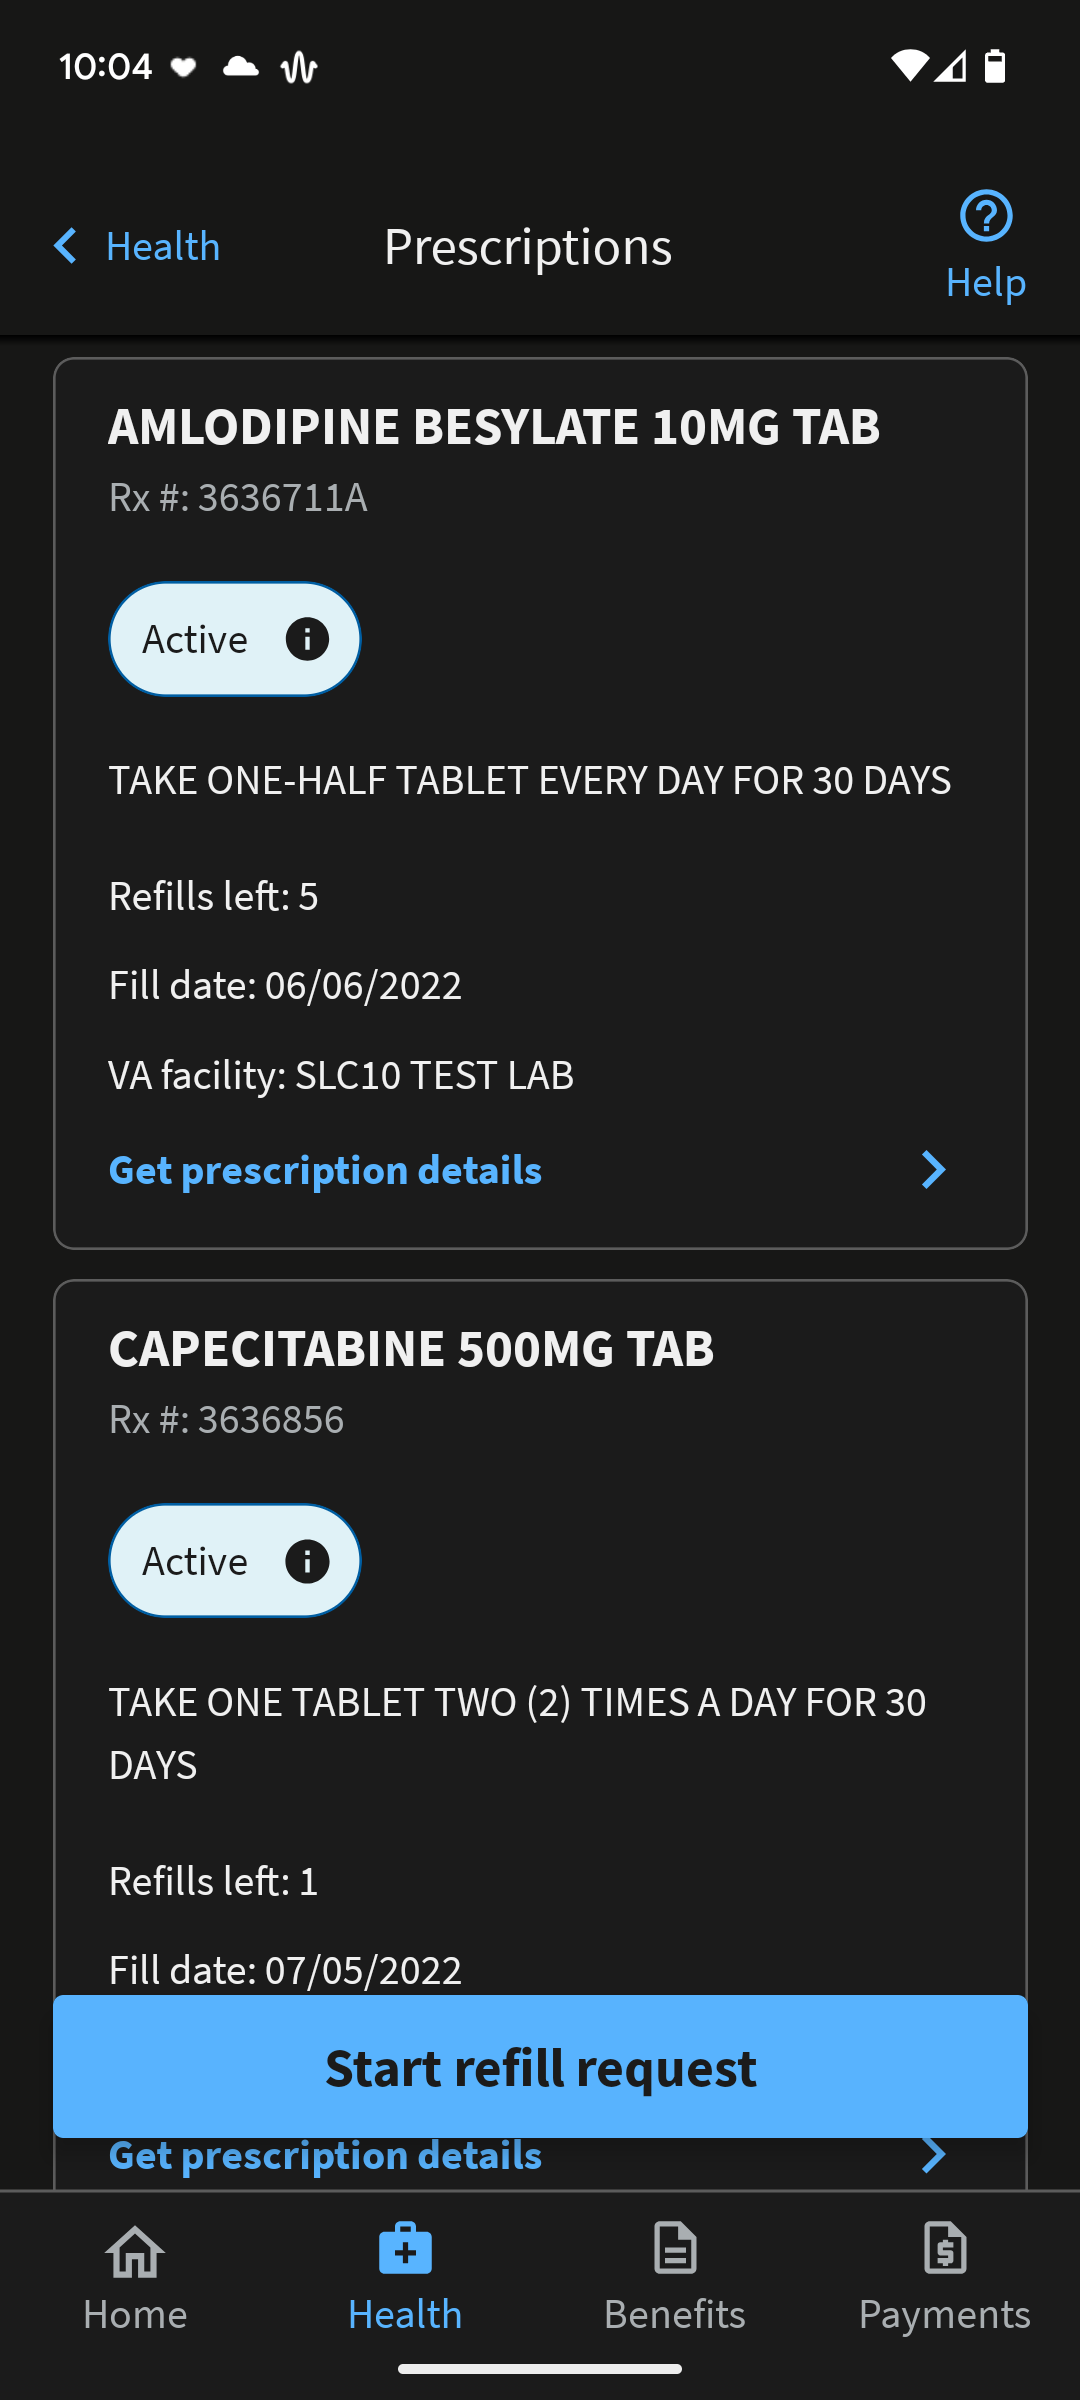 10:04
Health
Prescriptions
Help
AMLODIPINE BESYLATE 10MG TAB
Rx #: 3636711A
Active
TAKE ONE-HALF TABLET EVERY DAY FOR 30 DAYS
Refills left: 5
Fill date: 06/06/2022
VA facility: SLC10 TEST LAB
Get prescription details
CAPECITABINE 500MG TAB
Rx #: 3636856
Active
TAKE ONE TABLET TWO (2) TIMES A DAY FOR 30
DAYS
Refills left: 1
Fill date: 07/05/2022
Start refill request
Get prescription details
Home
Health
Benefits
Payments